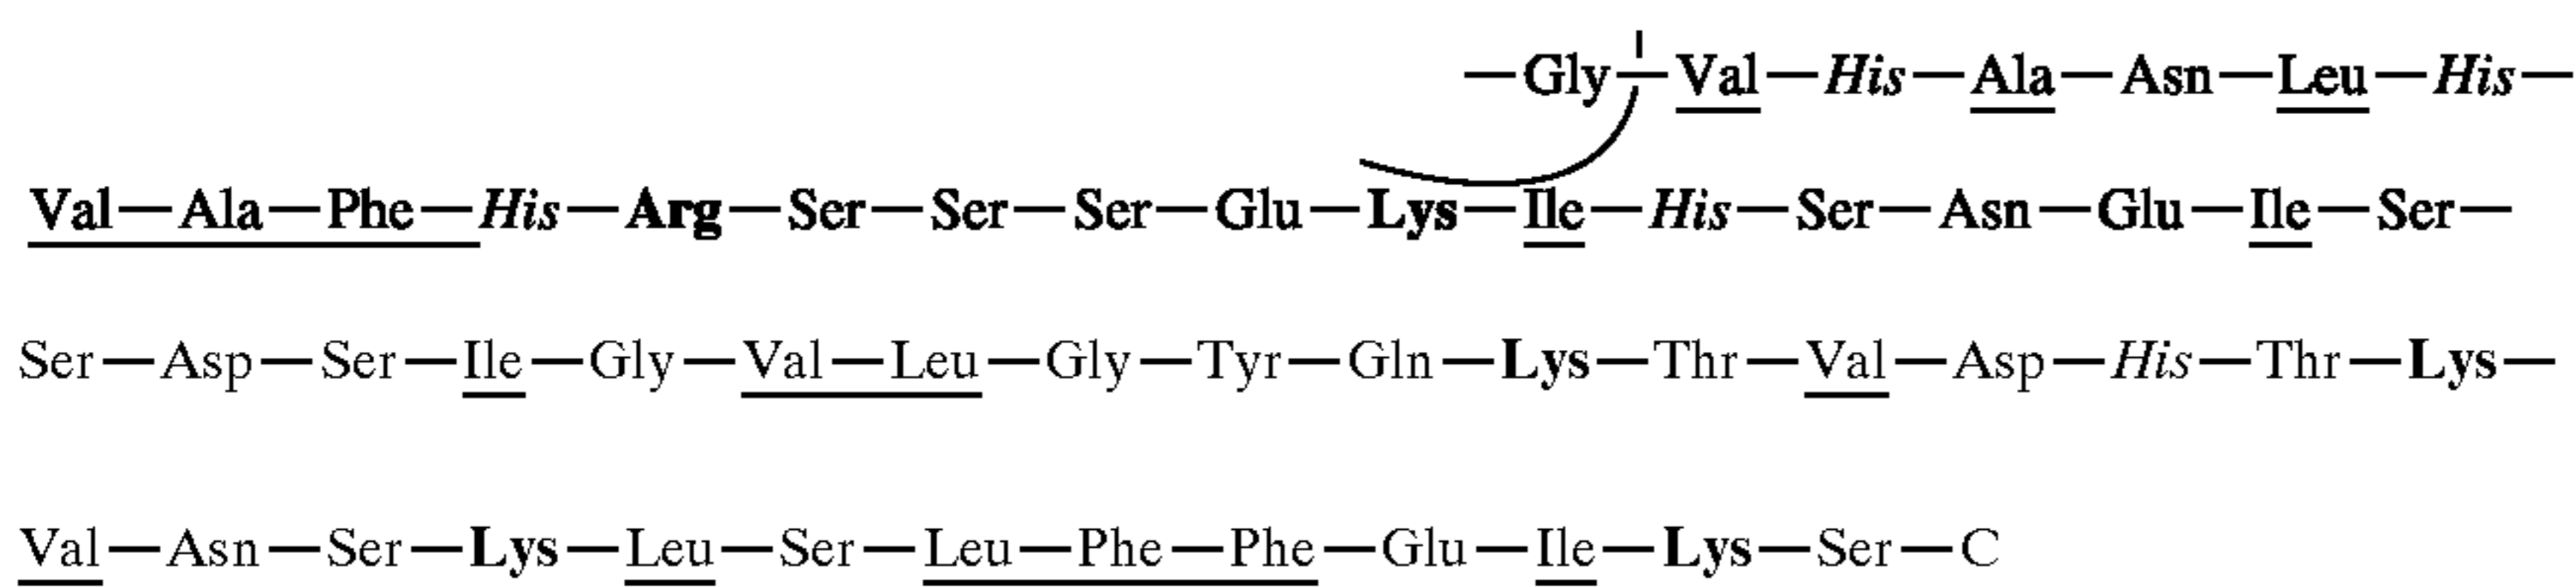 —Gly—Val—His—Ala—Asn—Leu—His—
Val—Ala—Phe—His—Arg—Ser—Ser—Ser—Glu—Lys—Ile—His—Ser—Asn—Glu—Ile—Ser—
Ser—Asp—Ser—Ile—Gly—Val—Leu—Gly—Tyr—Gln—Lys—Thr—Val—Asp—His—Thr—Lys—
Val—Asn—Ser—Lys—Leu—Ser—Leu—Phe—Phe—Glu—Ile—Lys—Ser—C